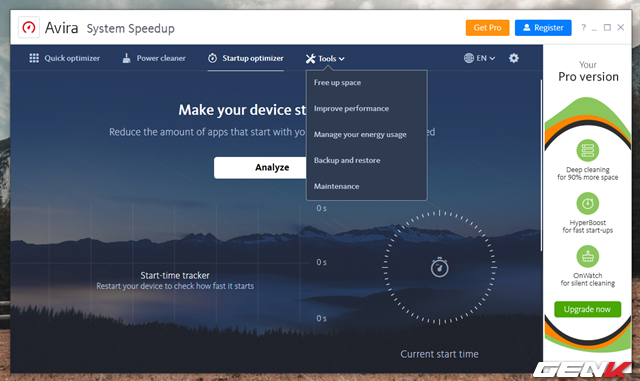 Avira System Speedup
Get Pro
Register
?
Quick optimizer
Power cleaner
Startup optimizer
Tools
EN
Free up space
Improve performance
Manage your energy usage
Backup and restore
Maintenance
Make your device st
Reduce the amount of apps that start with yo
ed
Analyze
0 s
0 s
0 s
Start-time tracker
Restart your device to check how fast it starts
Current start time
Your
Pro version
Deep cleaning
for 90% more space
HyperBoost
for fast start-ups
OnWatch
for silent cleaning
Upgrade now
GENK